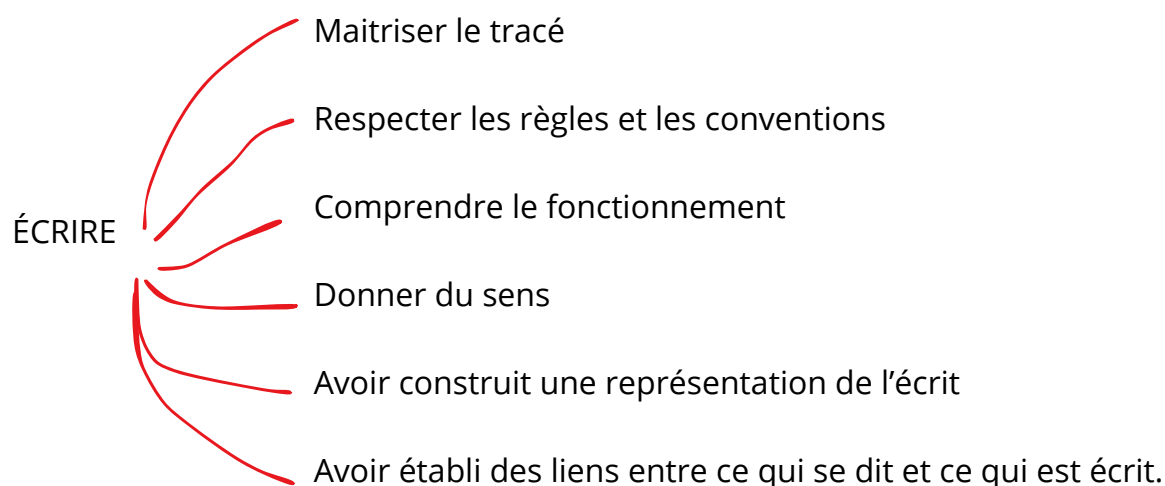 Maitriser le tracé
Respecter les règles et les conventions
Comprendre le fonctionnement
ÉCRIRE
Donner du sens
Avoir construit une représentation de l’écrit
Avoir établi des liens entre ce qui se dit et ce qui est écrit.